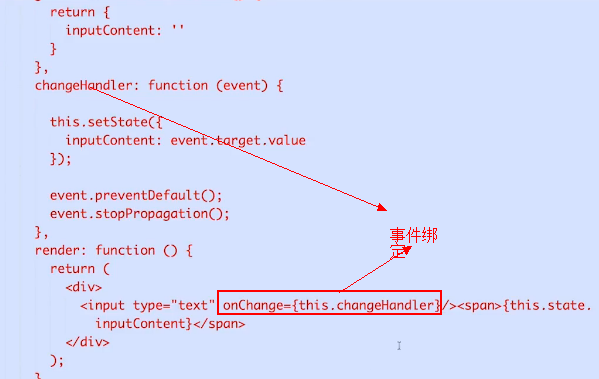 return {
inputContent: ''
}
},
changeHandler: function (event) {
this.setState({
inputContent: event.target.value
});
event.preventDefault();
event.stopPropagation();
},
事件绑
定
render: function () {
return (
<div>
<input type="text" onChange={this.changeHandler}/><span>{this.state.
inputContent}</span>
</div>
);
}